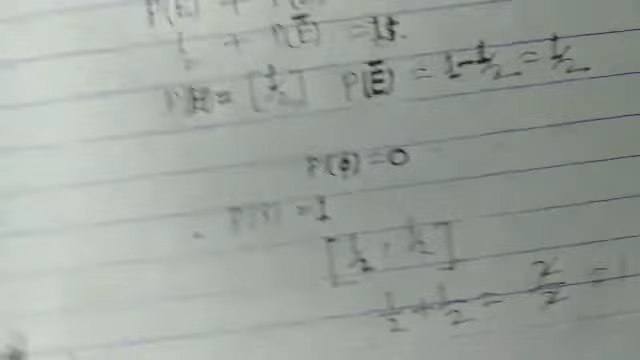 P(E) +
1/2 + P(Ē) = 1.
P(E) = [1/2] P(Ē) = 1-1/2 = 1/2
P(ϕ) = 0
= 1
[1/2, 1/2]
1/2 + 1/2 = 2/2 = 1